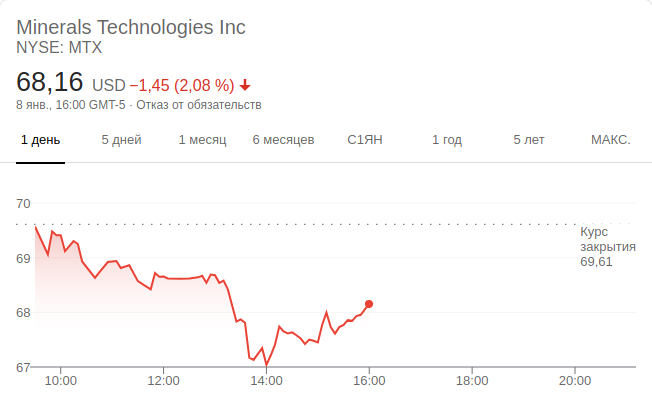 Minerals Technologies Inc
NYSE: MTX
68,16 USD −1,45 (2,08 %)
8 янв., 16:00 GMT-5 · Отказ от обязательств
1 день 5 дней 1 месяц 6 месяцев С1ЯН 1 год 5 лет МАКС.
70
Курс
закрытия
69,61
69
68
67
10:00 12:00 14:00 16:00 18:00 20:00